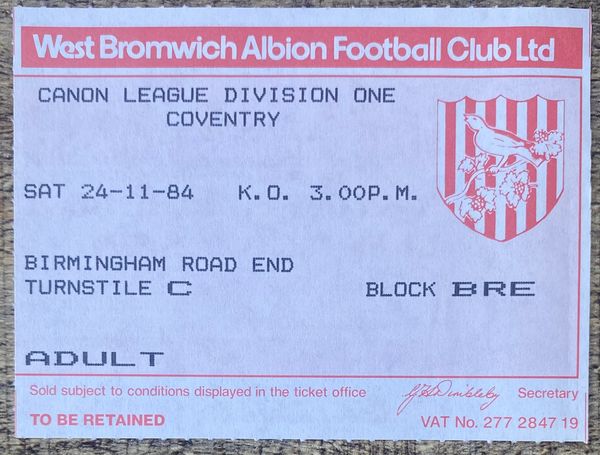 West Bromwich Albion Football Club Ltd
CANON LEAGUE DIVISION ONE
COVENTRY
SAT 24-11-84 K.O. 3.00P.M.
BIRMINGHAM ROAD END
TURNSTILE C BLOCK BRE
ADULT
Sold subject to conditions displayed in the ticket office Secretary
TO BE RETAINED VAT No. 277 2847 19